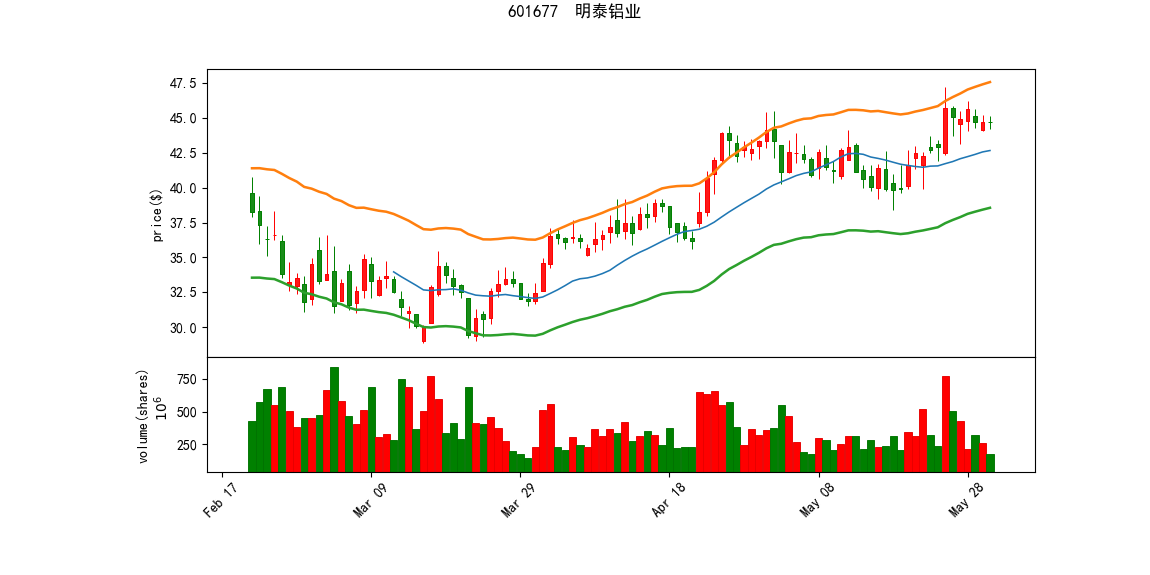 601677 明泰铝业
price($)
47.5
45.0
42.5
40.0
37.5
35.0
32.5
30.0
volume(shares)
10^6
750
500
250
Feb 17
Mar 09
Mar 29
Apr 18
May 08
May 28